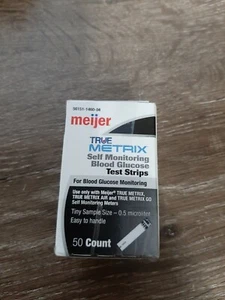 meijer
TRUE
METRIX
Self Monitoring
Blood Glucose
Test Strips
For Blood Glucose Monitoring
Use only with Meijer® TRUE METRIX,
TRUE METRIX AIR and TRUE METRIX GO
Self Monitoring Meters
Tiny Sample Size – 0.5 microliter
Easy to handle
50 Count